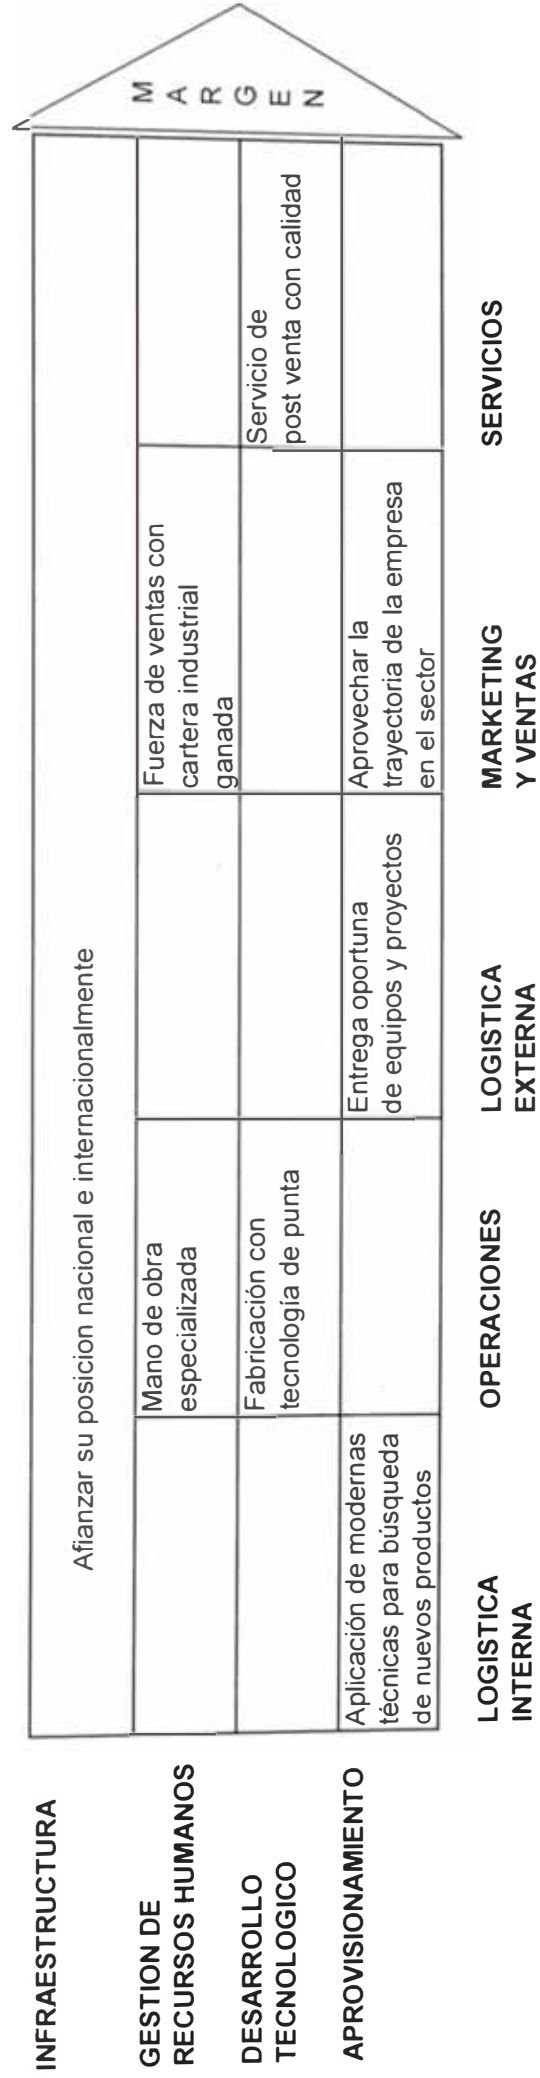 INFRAESTRUCTURA
Afianzar su posicion nacional e internacionalmente
GESTION DE
RECURSOS HUMANOS
Mano de obra
especializada
Fuerza de ventas con
cartera industrial
ganada
DESARROLLO
TECNOLOGICO
Fabricación con
tecnología de punta
Servicio de
post venta con calidad
APROVISIONAMIENTO
Aplicación de modernas
técnicas para búsqueda
de nuevos productos
Entrega oportuna
de equipos y proyectos
Aprovechar la
trayectoria de la empresa
en el sector
M
A
R
G
E
N
LOGISTICA
INTERNA
OPERACIONES
LOGISTICA
EXTERNA
MARKETING
Y VENTAS
SERVICIOS